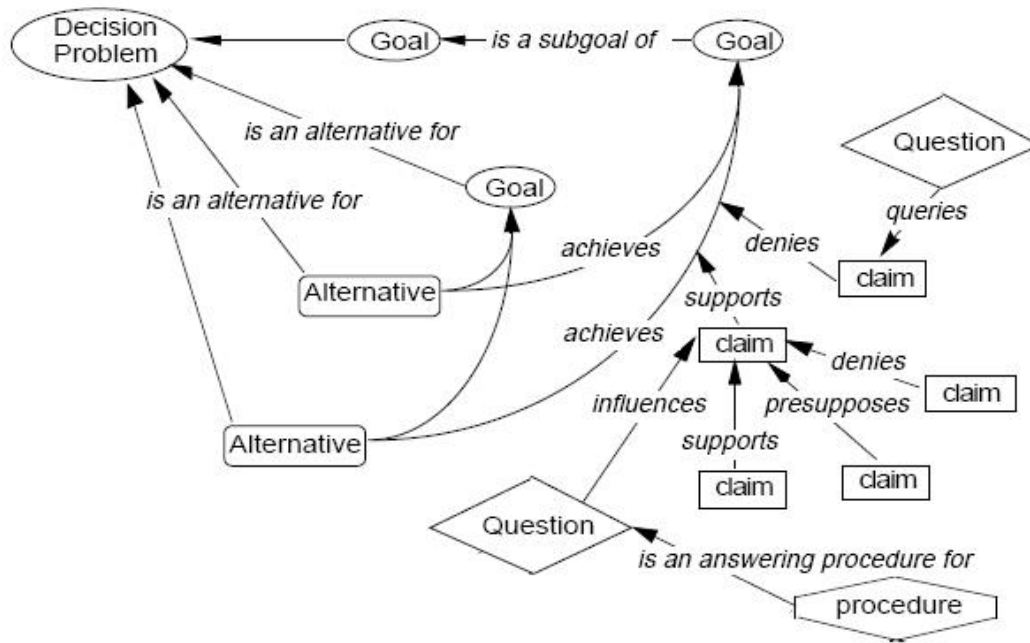 Decision
Problem
Goal
is a subgoal of
Goal
is an alternative for
Question
Goal
is an alternative for
queries
achieves
denies
claim
Alternative
supports
achieves
claim
denies
claim
influences
presupposes
Alternative
supports
claim
claim
Question
is an answering procedure for
procedure